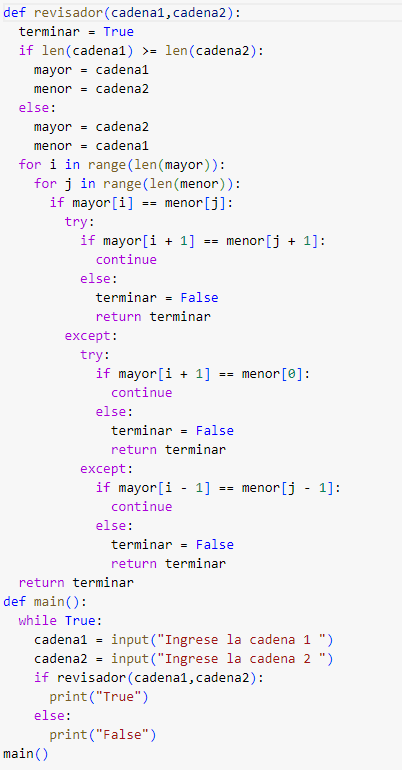 def revisador(cadena1,cadena2):
  terminar = True
  if len(cadena1) >= len(cadena2):
    mayor = cadena1
    menor = cadena2
  else:
    mayor = cadena2
    menor = cadena1
  for i in range(len(mayor)):
    for j in range(len(menor)):
      if mayor[i] == menor[j]:
        try:
          if mayor[i + 1] == menor[j + 1]:
            continue
          else:
            terminar = False
            return terminar
        except:
          try:
            if mayor[i + 1] == menor[0]:
              continue
            else:
              terminar = False
              return terminar
          except:
            if mayor[i - 1] == menor[j - 1]:
              continue
            else:
              terminar = False
              return terminar
  return terminar
def main():
  while True:
    cadena1 = input("Ingrese la cadena 1 ")
    cadena2 = input("Ingrese la cadena 2 ")
    if revisador(cadena1,cadena2):
      print("True")
    else:
      print("False")
main()